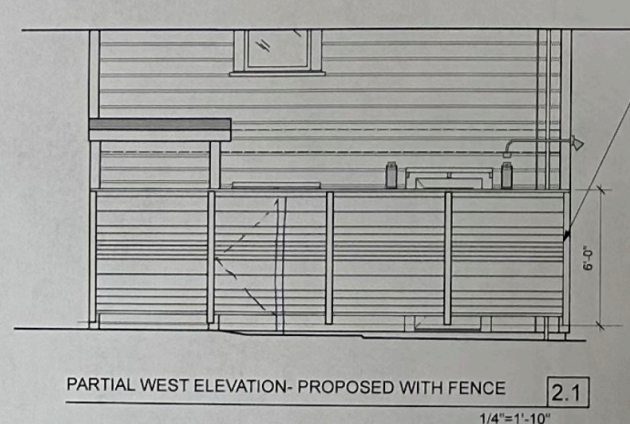 6'-0"
PARTIAL WEST ELEVATION- PROPOSED WITH FENCE
2.1
1/4"=1'-10"